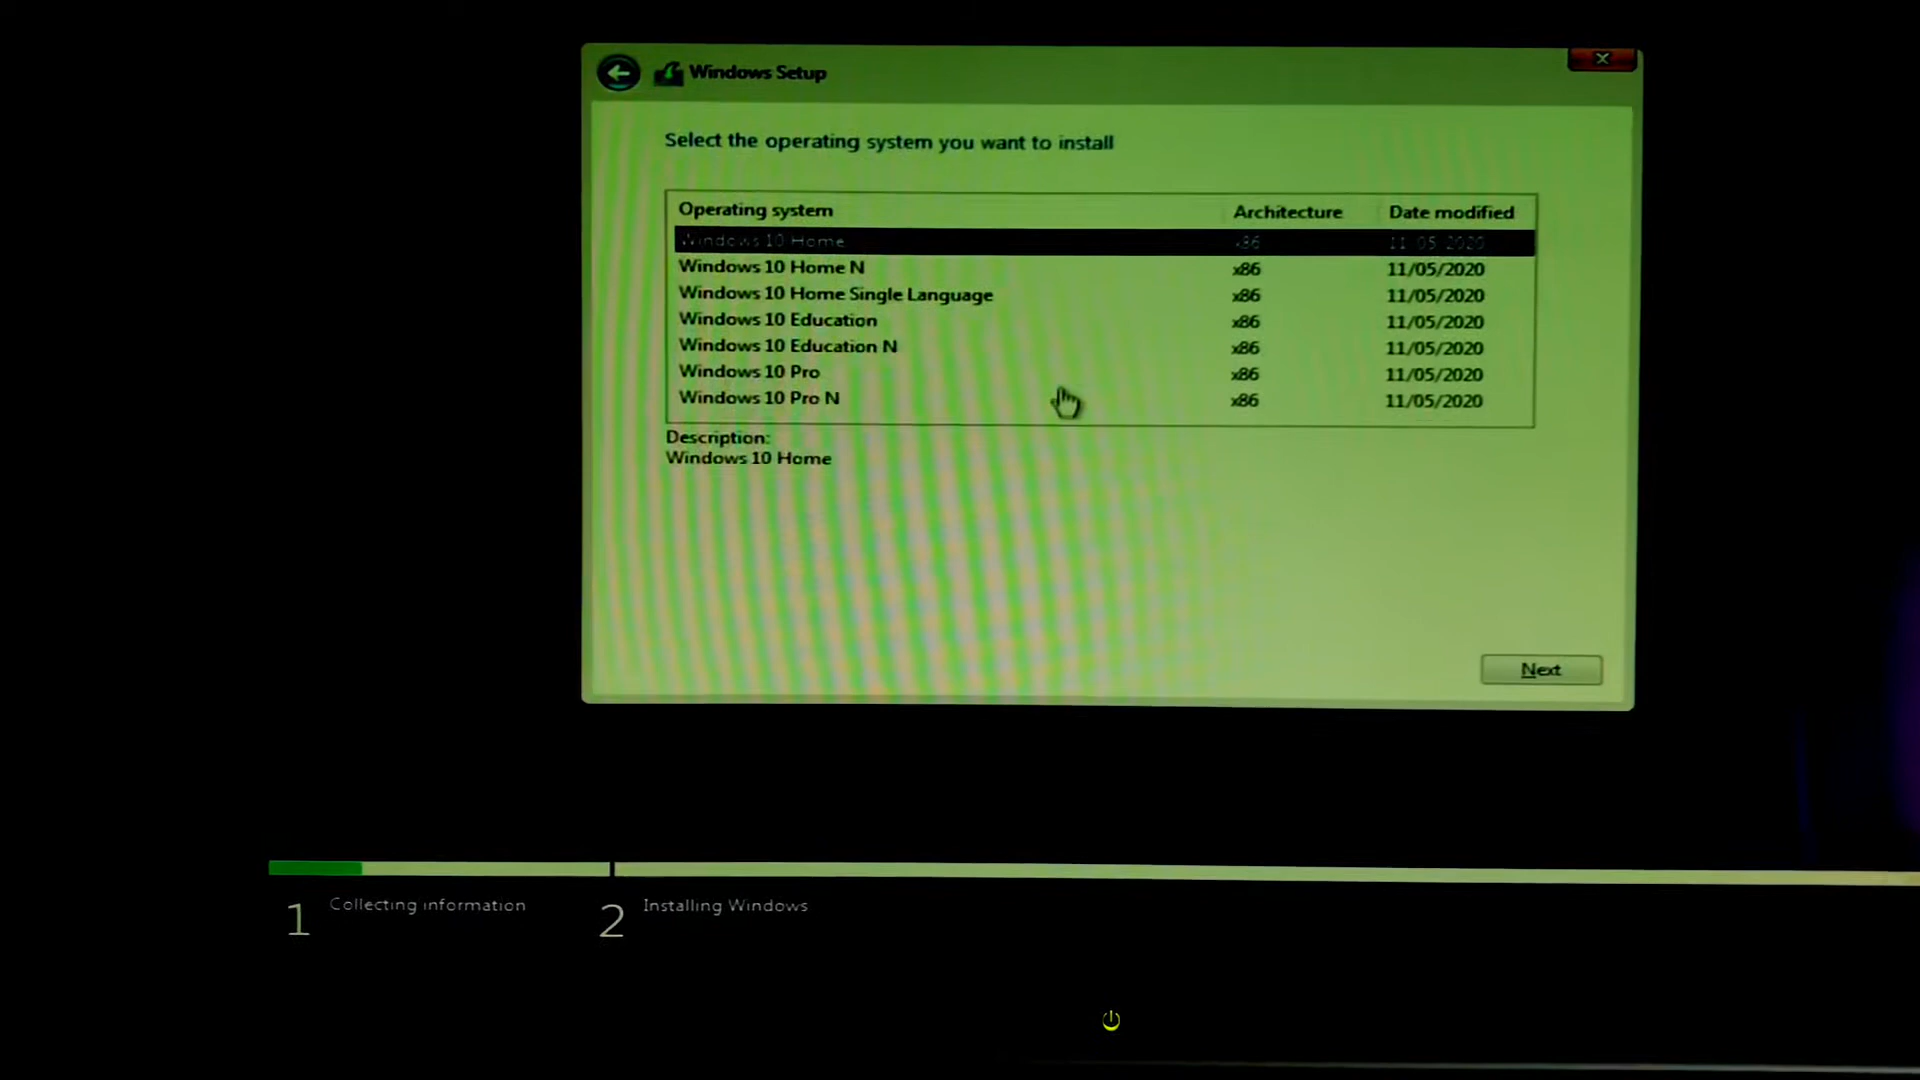 Windows Setup
Select the operating system you want to install
Operating system Architecture Date modified
Windows 10 Home x86 11/05/2020
Windows 10 Home N x86 11/05/2020
Windows 10 Home Single Language x86 11/05/2020
Windows 10 Education x86 11/05/2020
Windows 10 Education N x86 11/05/2020
Windows 10 Pro x86 11/05/2020
Windows 10 Pro N x86 11/05/2020
Description:
Windows 10 Home
Next
1 Collecting information 2 Installing Windows